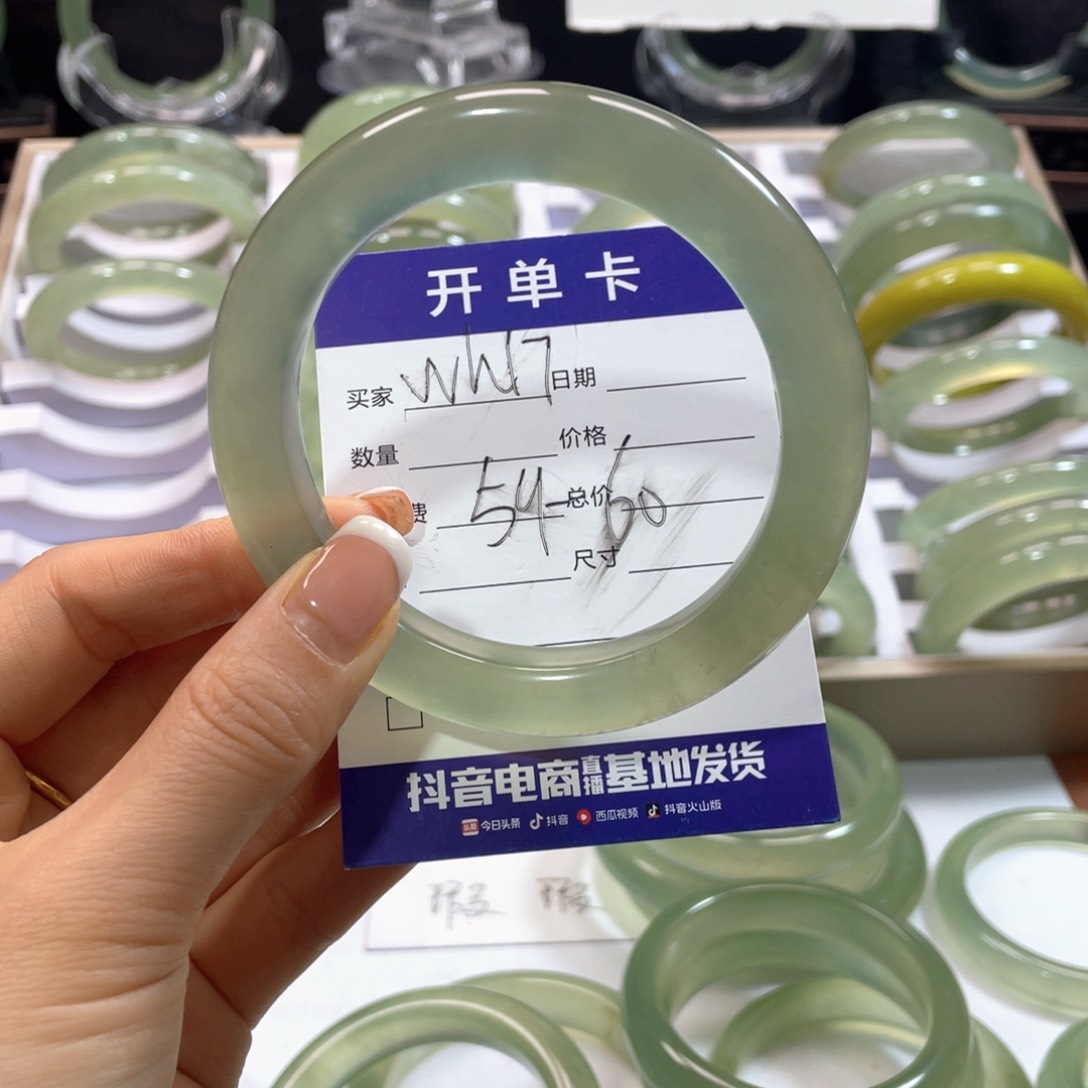 开单卡
买家 WH17 日期
数量 价格
费 54-60 总价
尺寸
抖音电商直播基地发货
今日头条 抖音 西瓜视频 抖音火山版